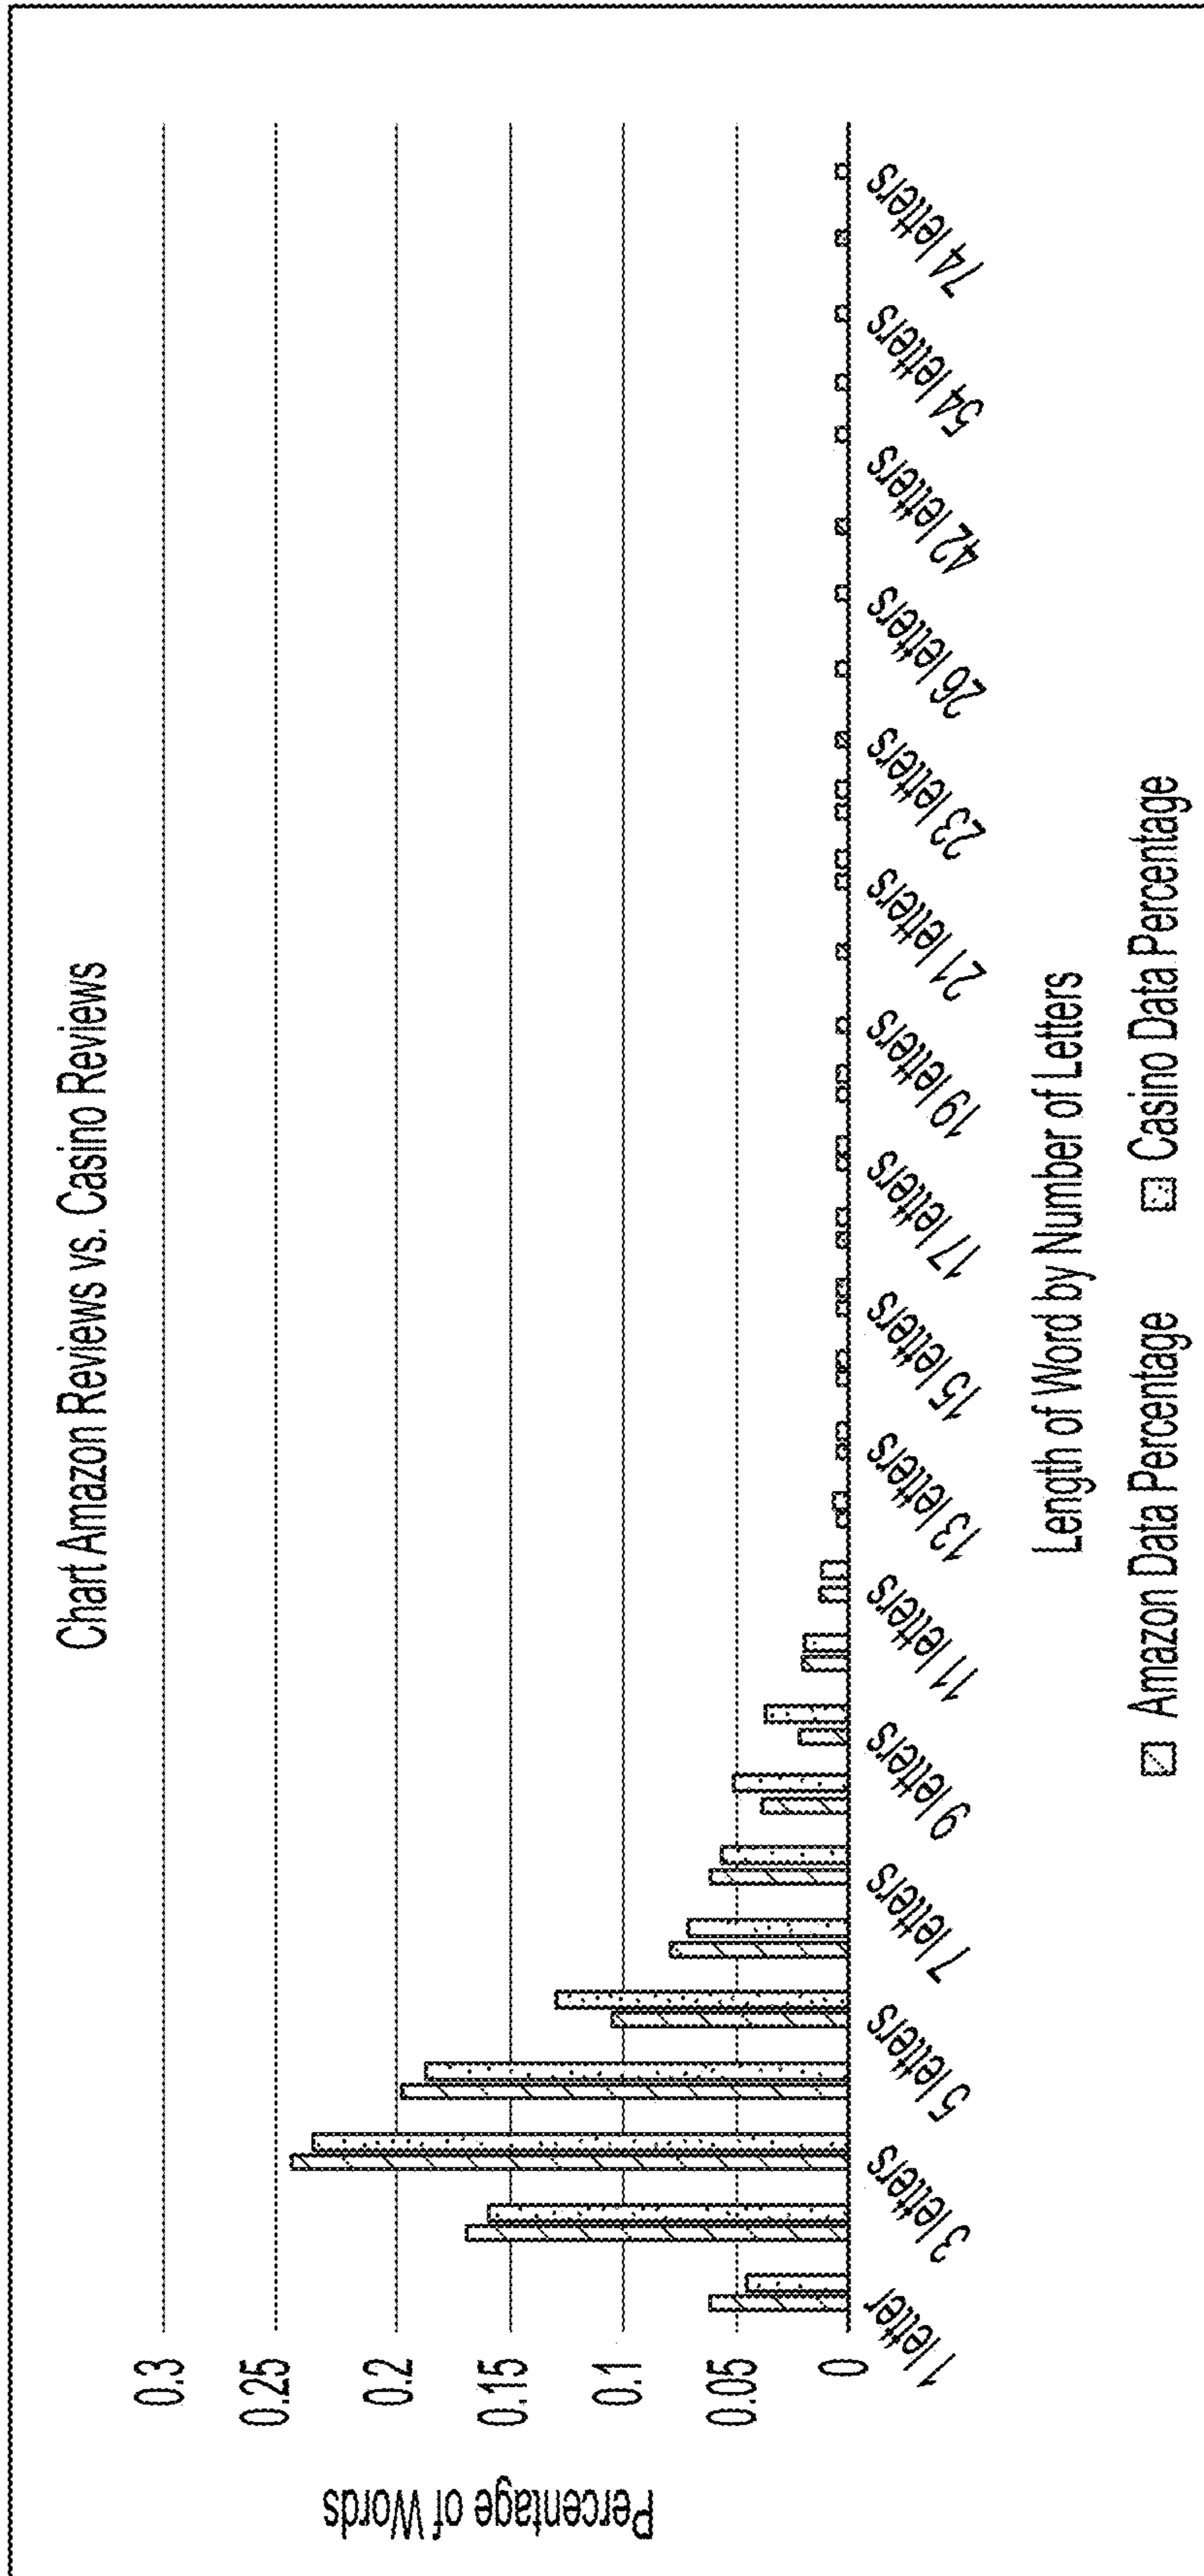 Chart Amazon Reviews vs. Casino Reviews
Percentage of Words
0.3
0.25
0.2
0.15
0.1
0.05
0
1 letter
3 letters
5 letters
7 letters
9 letters
11 letters
13 letters
15 letters
17 letters
19 letters
21 letters
23 letters
26 letters
42 letters
54 letters
74 letters
Length of Word by Number of Letters
Amazon Data Percentage
Casino Data Percentage